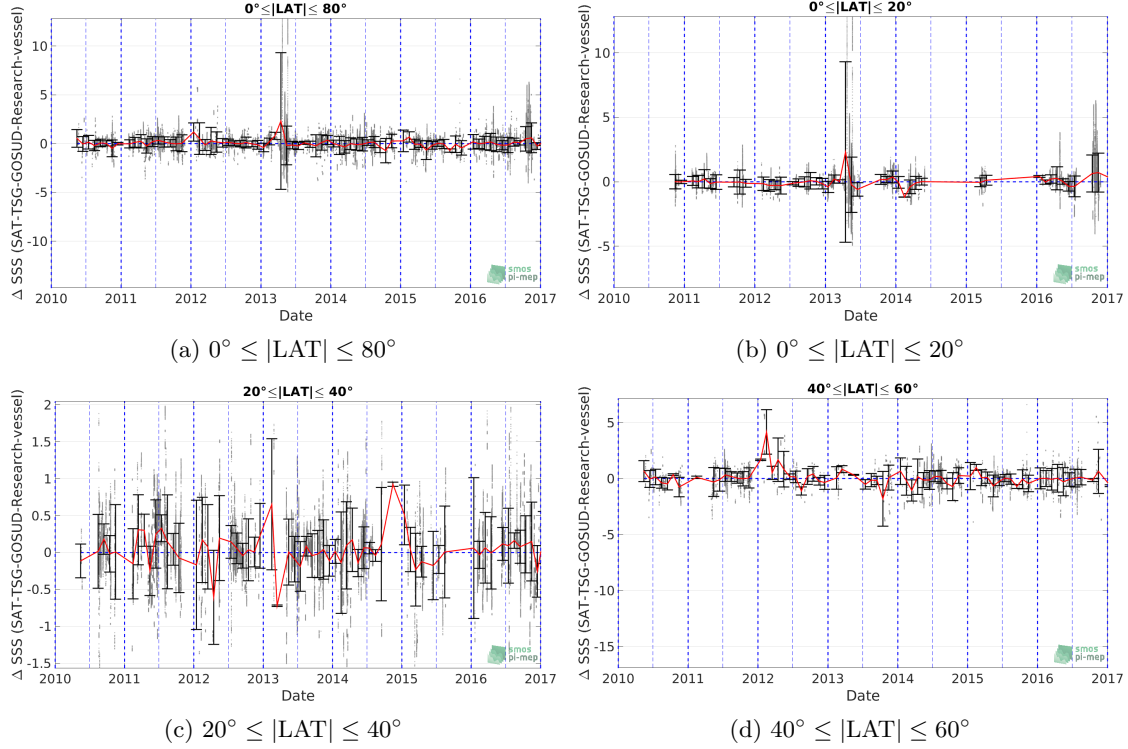 0°≤|LAT|≤ 80°
Δ SSS (SAT-TSG-GOSUD-Research-vessel)
10
5
0
-5
-10
2010 2011 2012 2013 2014 2015 2016 2017
Date
smos
pi-mep
(a) 0° ≤ |LAT| ≤ 80°
0°≤|LAT|≤ 20°
Δ SSS (SAT-TSG-GOSUD-Research-vessel)
10
5
0
-5
2010 2011 2012 2013 2014 2015 2016 2017
Date
smos
pi-mep
(b) 0° ≤ |LAT| ≤ 20°
20°≤|LAT|≤ 40°
Δ SSS (SAT-TSG-GOSUD-Research-vessel)
2
1.5
1
0.5
0
-0.5
-1
-1.5
2010 2011 2012 2013 2014 2015 2016 2017
Date
smos
pi-mep
(c) 20° ≤ |LAT| ≤ 40°
40°≤|LAT|≤ 60°
Δ SSS (SAT-TSG-GOSUD-Research-vessel)
5
0
-5
-10
-15
2010 2011 2012 2013 2014 2015 2016 2017
Date
smos
pi-mep
(d) 40° ≤ |LAT| ≤ 60°